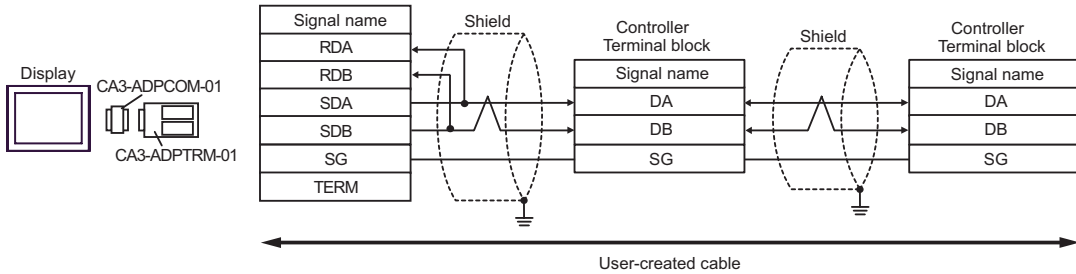 Display
CA3-ADPCOM-01
CA3-ADPTRM-01
Signal name
RDA
RDB
SDA
SDB
SG
TERM
Shield
Controller
Terminal block
Signal name
DA
DB
SG
Shield
Controller
Terminal block
Signal name
DA
DB
SG
User-created cable